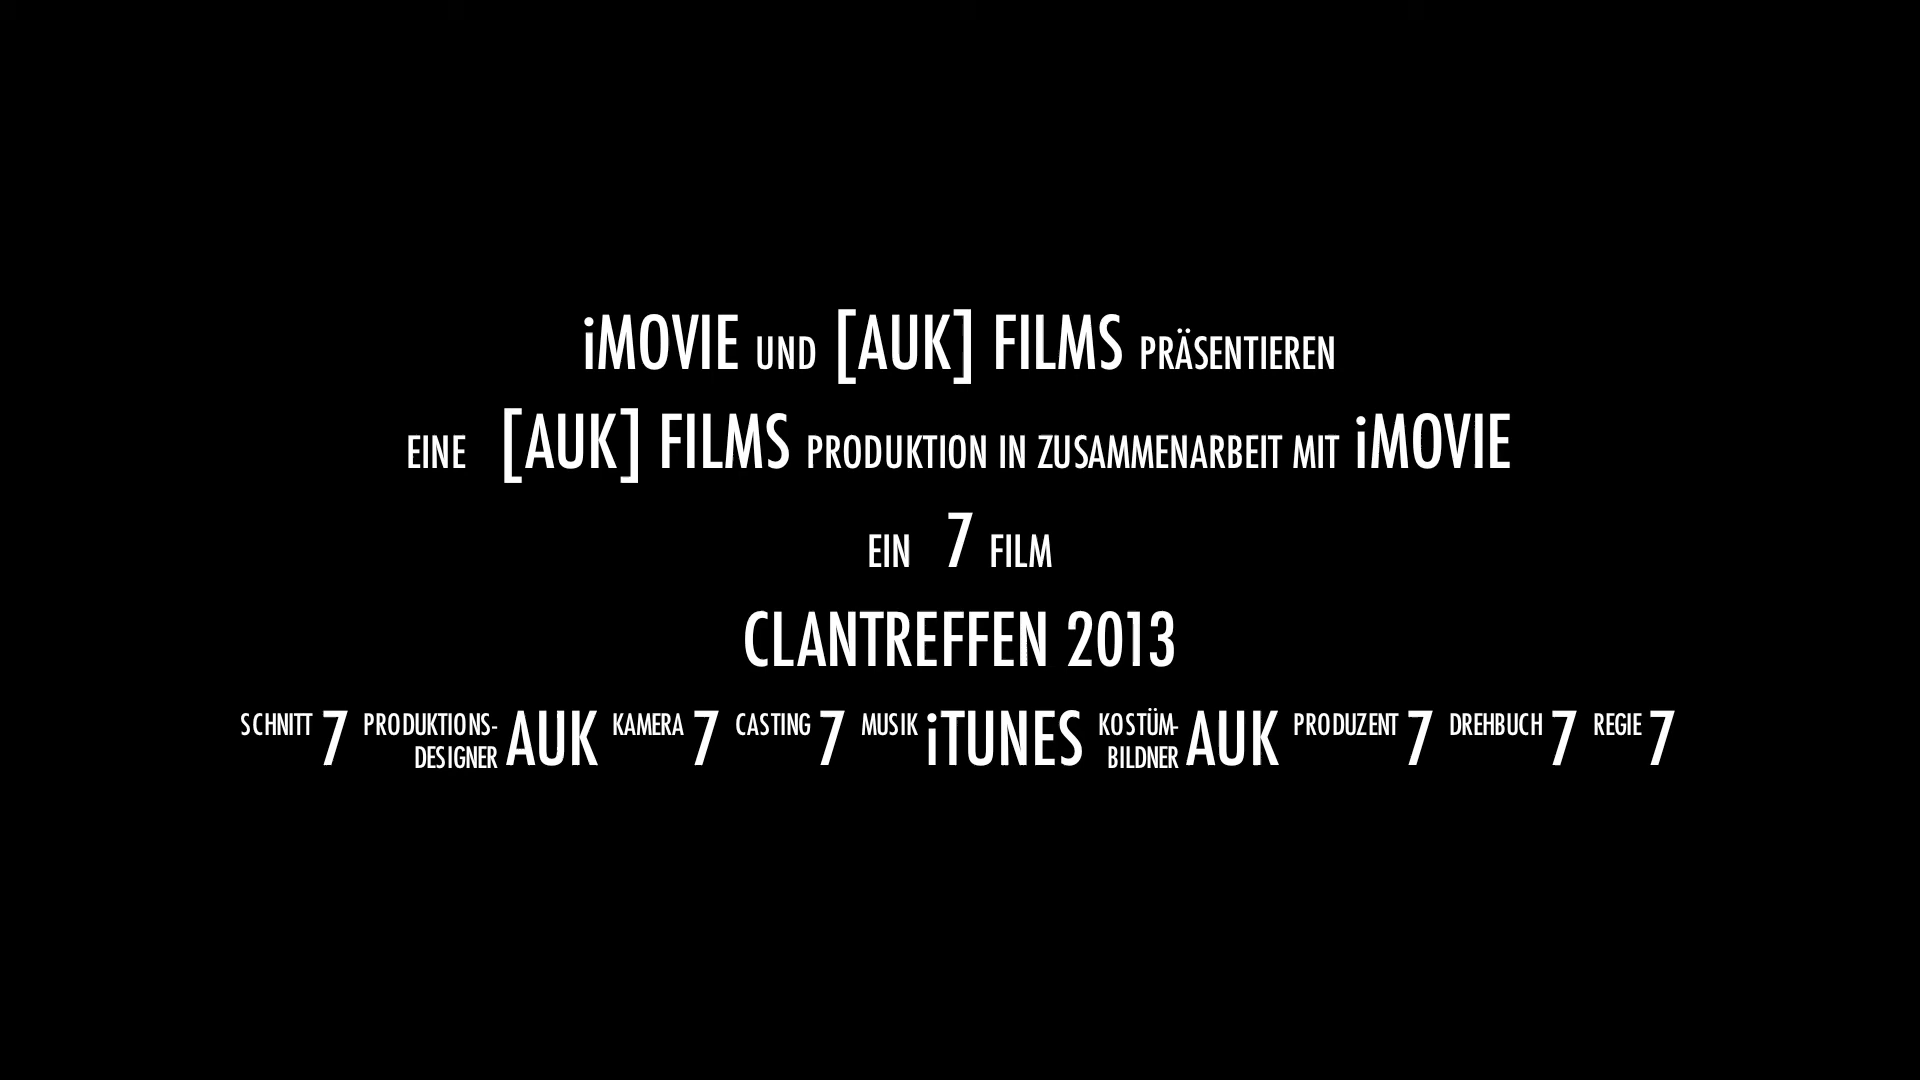 iMOVIE UND [AUK] FILMS PRÄSENTIEREN
EINE [AUK] FILMS PRODUKTION IN ZUSAMMENARBEIT MIT iMOVIE
EIN 7 FILM
CLANTREFFEN 2013
SCHNITT 7 PRODUKTIONS-DESIGNER AUK KAMERA 7 CASTING 7 MUSIK iTUNES KOSTÜM-BILDNER AUK PRODUZENT 7 DREHBUCH 7 REGIE 7